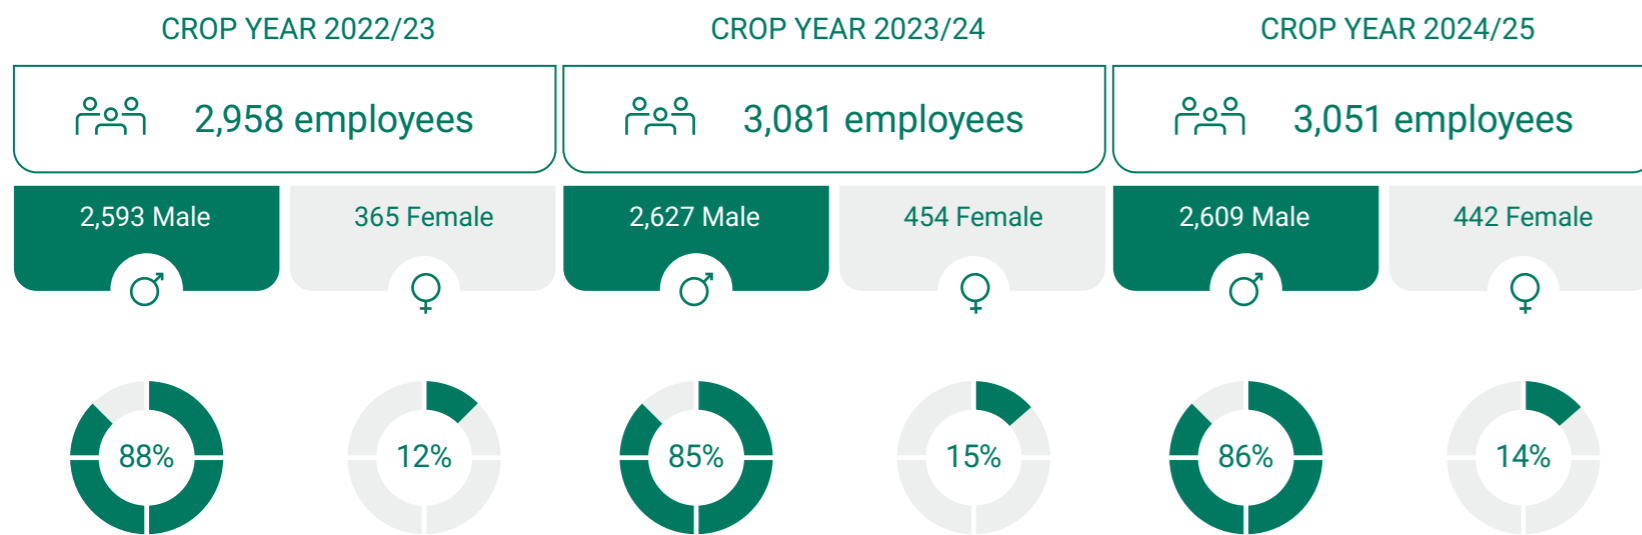 CROP YEAR 2022/23
2,958 employees
2,593 Male
365 Female
88%
12%
CROP YEAR 2023/24
3,081 employees
2,627 Male
454 Female
85%
15%
CROP YEAR 2024/25
3,051 employees
2,609 Male
442 Female
86%
14%